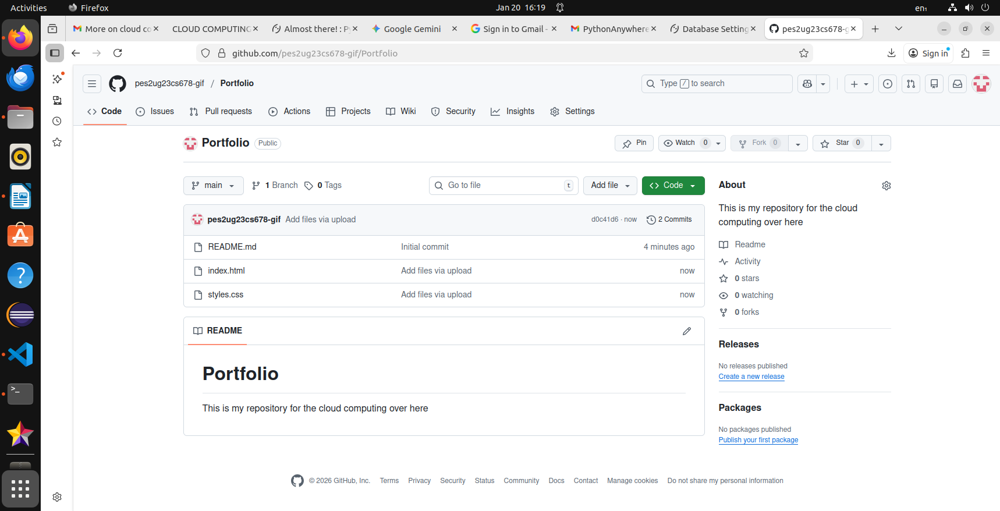 Activities
Firefox
Jan 20 16:19
en₁
More on cloud co
CLOUD COMPUTING
Almost there! : Py
Google Gemini
Sign in to Gmail -
PythonAnywhere
Database Setting
pes2ug23cs678-g
github.com/pes2ug23cs678-gif/Portfolio
Sign in
pes2ug23cs678-gif / Portfolio
Type / to search
Code
Issues
Pull requests
Actions
Projects
Wiki
Security
Insights
Settings
Portfolio Public
Pin
Watch 0
Fork 0
Star 0
main
1 Branch
0 Tags
Go to file t
Add file
Code
pes2ug23cs678-gif Add files via upload d0c41d6 · now 2 Commits
README.md Initial commit 4 minutes ago
index.html Add files via upload now
styles.css Add files via upload now
README
Portfolio
This is my repository for the cloud computing over here
About
This is my repository for the cloud
computing over here
Readme
Activity
0 stars
0 watching
0 forks
Releases
No releases published
Create a new release
Packages
No packages published
Publish your first package
© 2026 GitHub, Inc. Terms Privacy Security Status Community Docs Contact Manage cookies Do not share my personal information